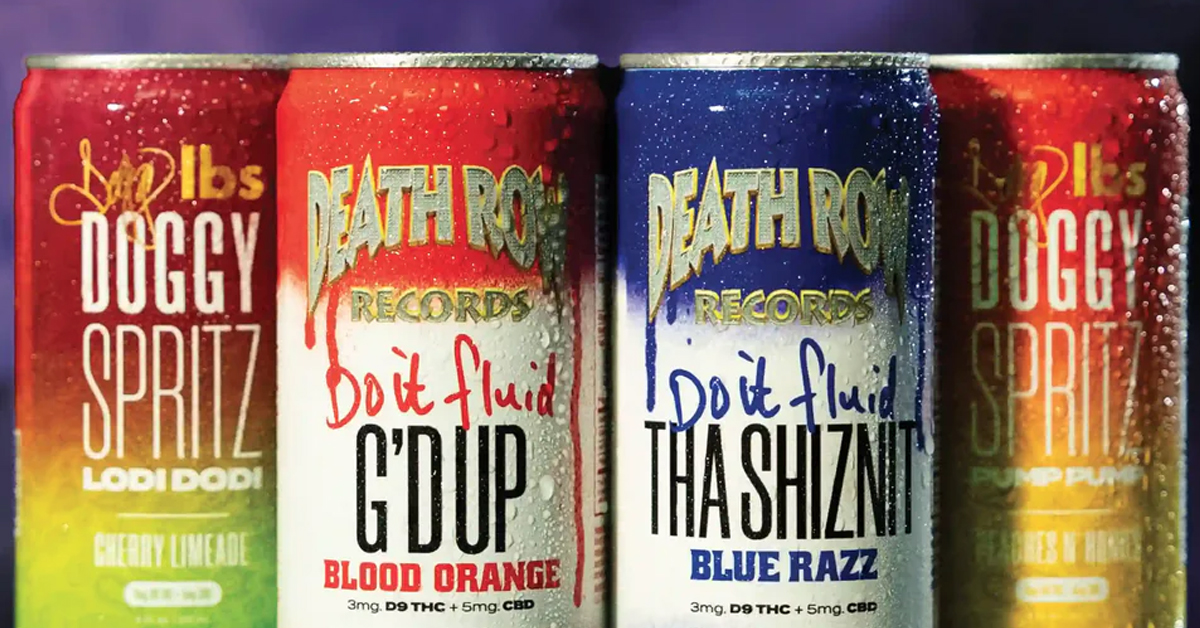 lbs
DOGGY
SPRITZ
LODI DODI
CHERRY LIMEADE
DEATH ROW
RECORDS
Do it fluid
G'D UP
BLOOD ORANGE
3mg. D9 THC + 5mg. CBD
DEATH ROW
RECORDS
Do it fluid
THA SHIZNIT
BLUE RAZZ
3mg. D9 THC + 5mg. CBD
lbs
DOGGY
SPRITZ
PUMP PUMP